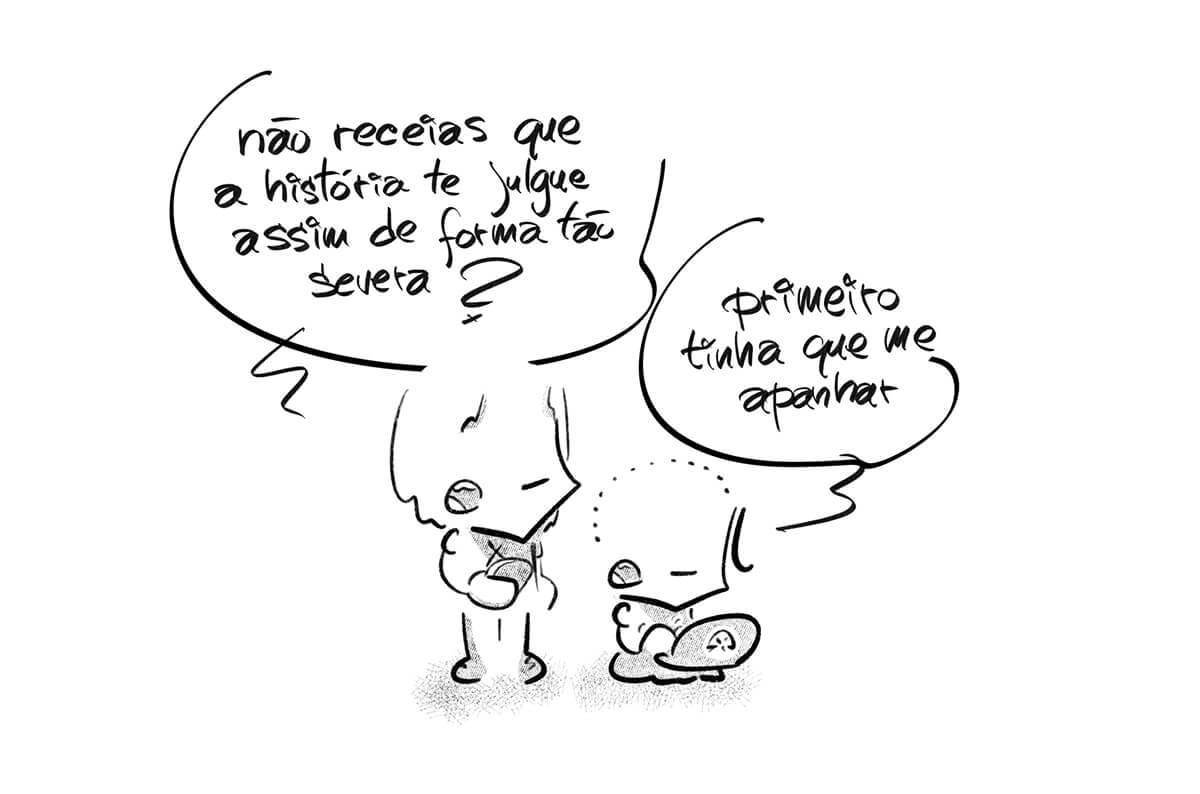 não receias que
a história te julgue
assim de forma tão
severa?
primeiro
tinha que me
apanhar